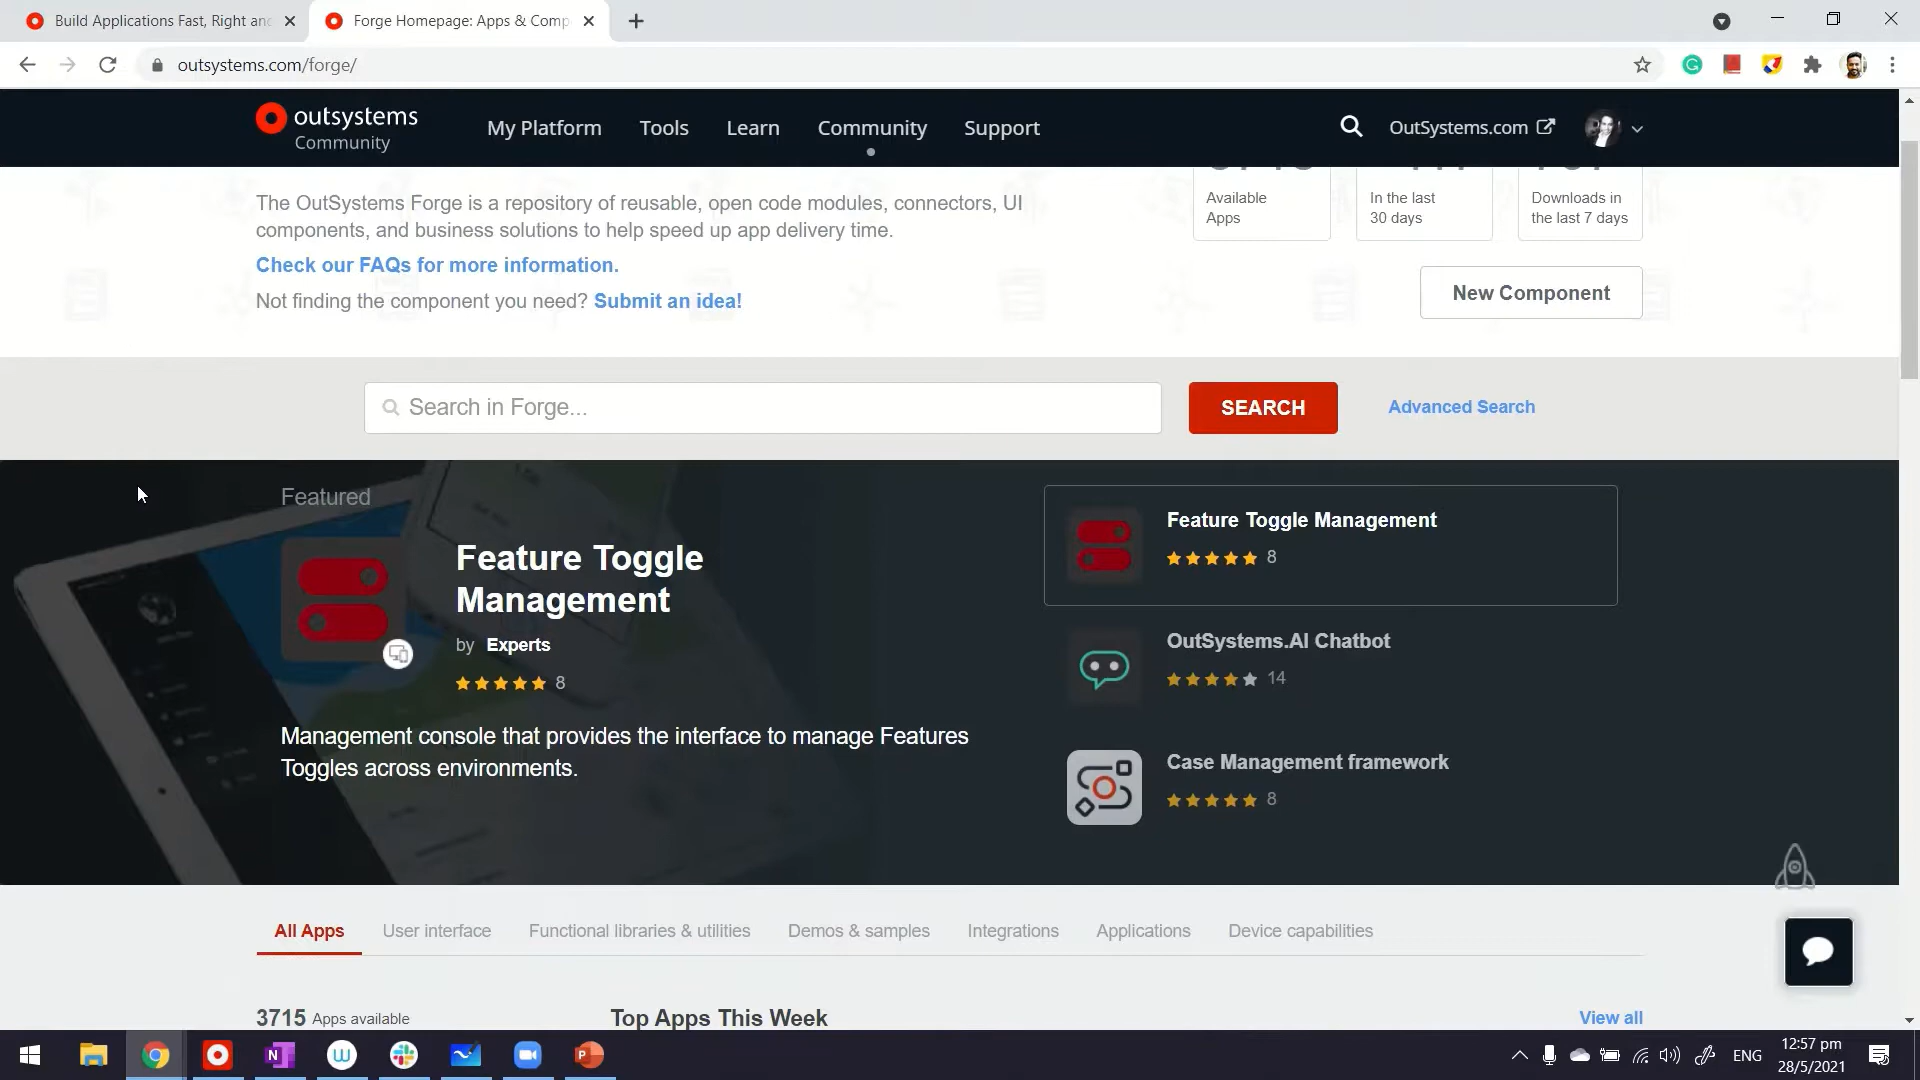 Build Applications Fast, Right and
Forge Homepage: Apps & Comp
outsystems.com/forge/
outsystems
Community
My Platform
Tools
Learn
Community
Support
OutSystems.com
The OutSystems Forge is a repository of reusable, open code modules, connectors, UI
components, and business solutions to help speed up app delivery time.
Check our FAQs for more information.
Not finding the component you need? Submit an idea!
Available
Apps
In the last
30 days
Downloads in
the last 7 days
New Component
Search in Forge...
SEARCH
Advanced Search
Featured
Feature Toggle
Management
by Experts
8
Management console that provides the interface to manage Features
Toggles across environments.
Feature Toggle Management
8
OutSystems.AI Chatbot
14
Case Management framework
8
All Apps
User interface
Functional libraries & utilities
Demos & samples
Integrations
Applications
Device capabilities
3715 Apps available
Top Apps This Week
View all
ENG
12:57 pm
28/5/2021